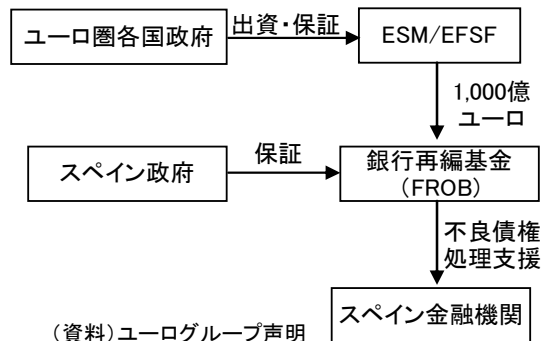 ユーロ圏各国政府
出資・保証
ESM/EFSF
1,000億
ユーロ
スペイン政府
保証
銀行再編基金
(FROB)
不良債権
処理支援
スペイン金融機関
(資料)ユーログループ声明